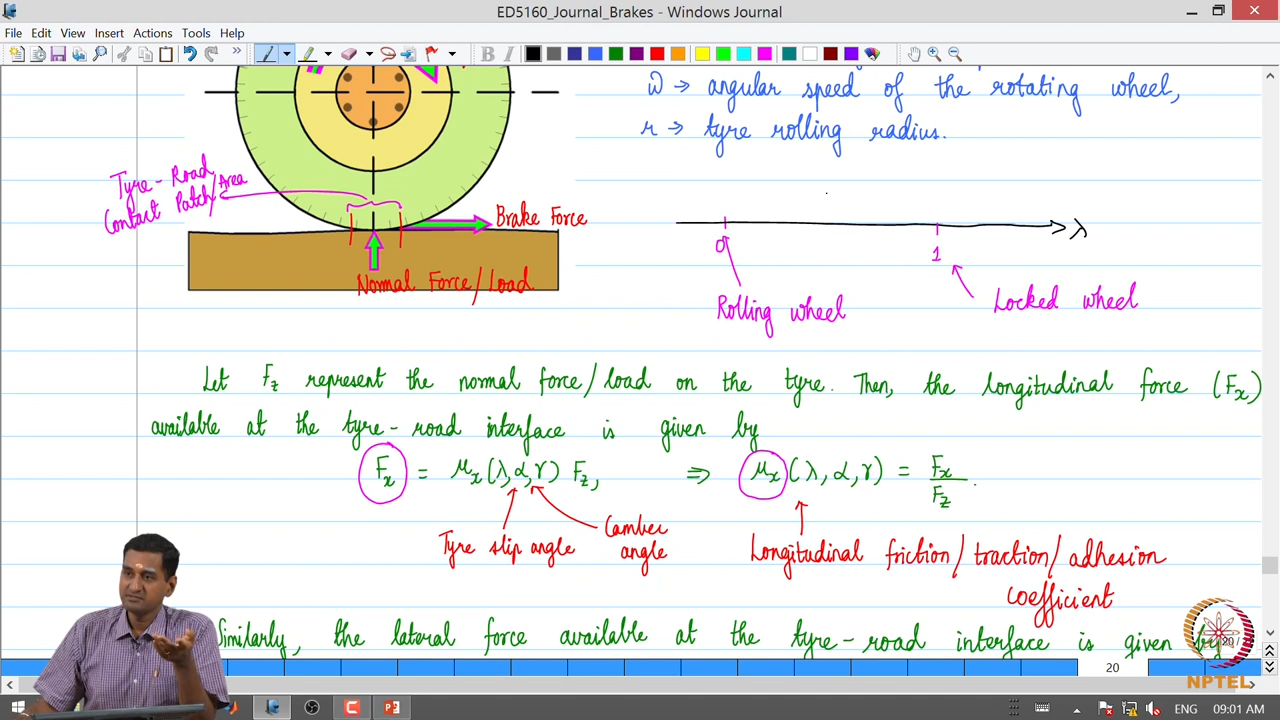 ED5160_Journal_Brakes - Windows Journal
File Edit View Insert Actions Tools Help
ω → angular speed of the rotating wheel,
r → tyre rolling radius.
Tyre - Road
Contact Patch/Area
Brake Force
Normal Force/Load
0
1
λ
Rolling wheel
Locked wheel
Let Fz represent the normal force/load on the tyre. Then, the longitudinal force (Fx)
available at the tyre-road interface is given by
Fx = μx(λ,α,γ) Fz, ⇒ μx(λ,α,γ) = Fx/Fz.
Tyre slip angle
Camber
angle
Longitudinal friction/traction/adhesion
coefficient
Similarly, the lateral force available at the tyre-road interface is given by
NPTEL
20
ENG 09:01 AM